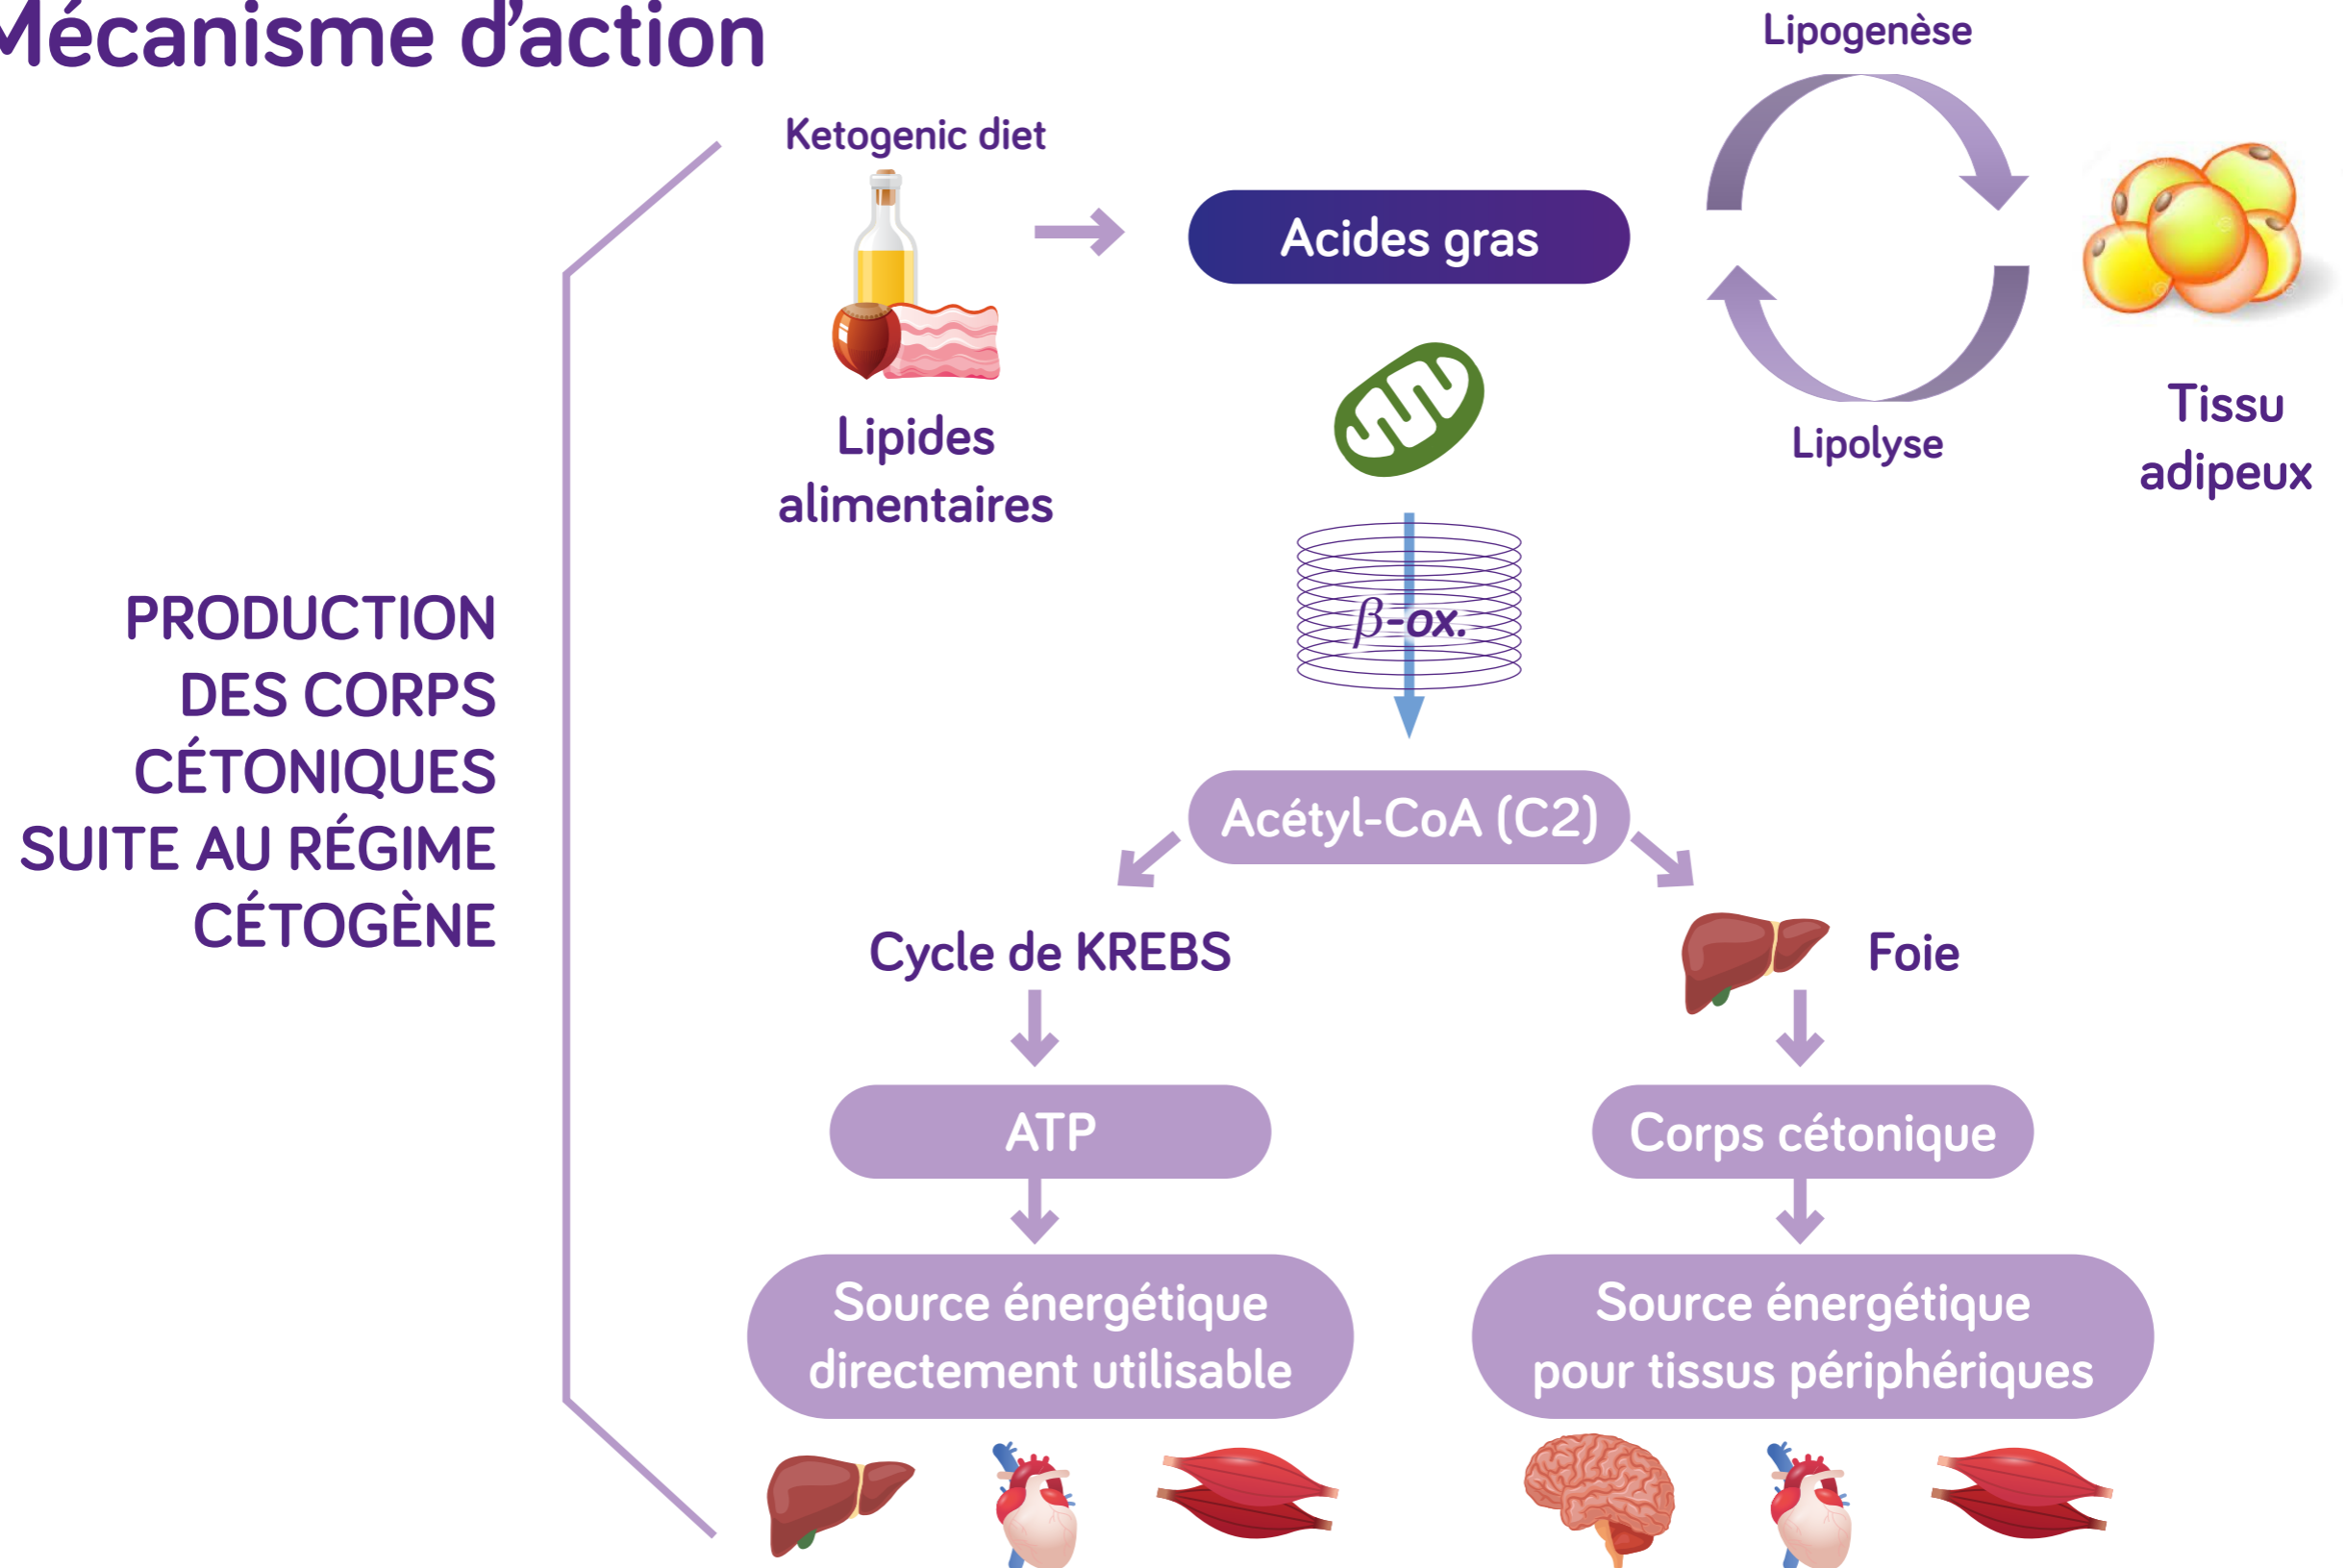 Mécanisme d'action
PRODUCTION
DES CORPS
CÉTONIQUES
SUITE AU RÉGIME
CÉTOGÈNE
Ketogenic diet
Lipides
alimentaires
Acides gras
Lipogenèse
Lipolyse
Tissu
adipeux
β-ox.
Acétyl-CoA (C2)
Cycle de KREBS
Foie
ATP
Corps cétonique
Source énergétique
directement utilisable
Source énergétique
pour tissus périphériques